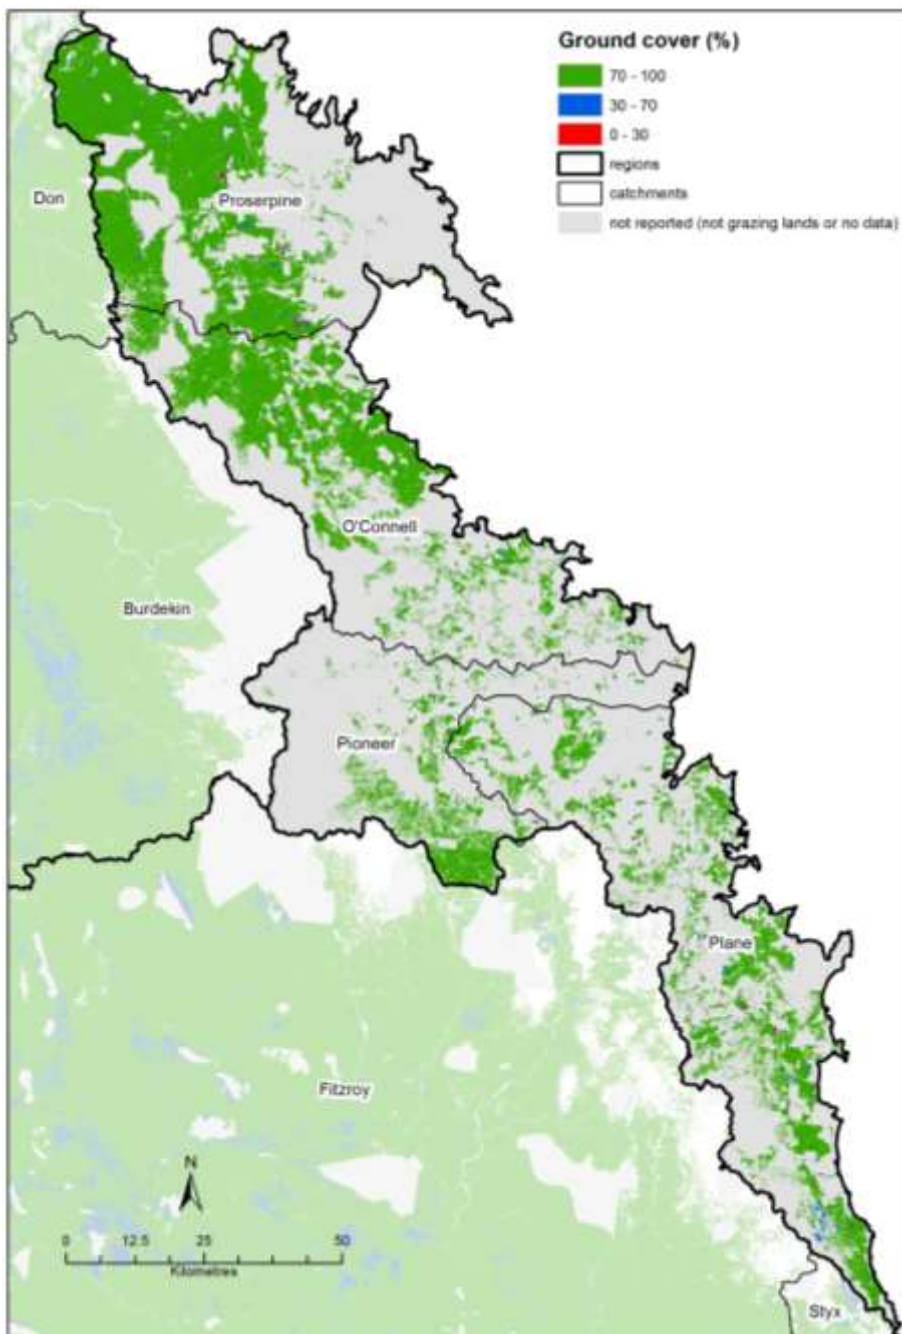 Ground cover (%)
70 - 100
30 - 70
0 - 30
regions
catchments
not reported (not grazing lands or no data)
Don
Proserpine
O'Connell
Burdekin
Pioneer
Plane
Fitzroy
N
0 12.5 25 50
Kilometres
Styx